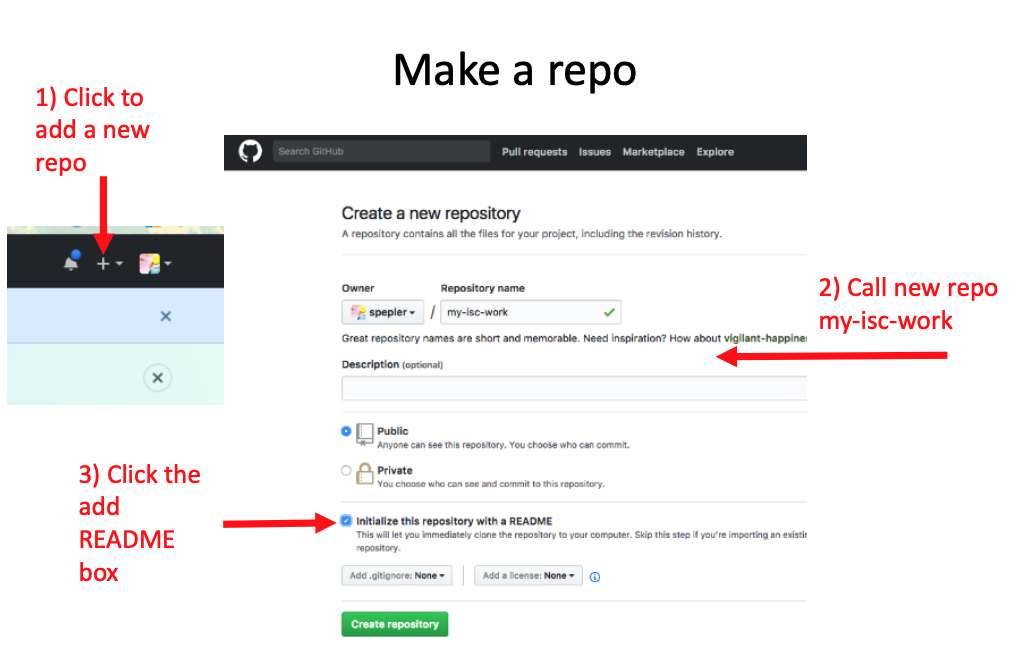 Make a repo
1) Click to
add a new
repo
Search GitHub
Pull requests Issues Marketplace Explore
Create a new repository
A repository contains all the files for your project, including the revision history.
Owner Repository name
spepler / my-isc-work
2) Call new repo
my-isc-work
Great repository names are short and memorable. Need inspiration? How about vigilant-happines
Description (optional)
Public
Anyone can see this repository. You choose who can commit.
Private
You choose who can see and commit to this repository.
3) Click the
add
README
box
Initialize this repository with a README
This will let you immediately clone the repository to your computer. Skip this step if you're importing an existin
repository.
Add .gitignore: None Add a license: None
Create repository